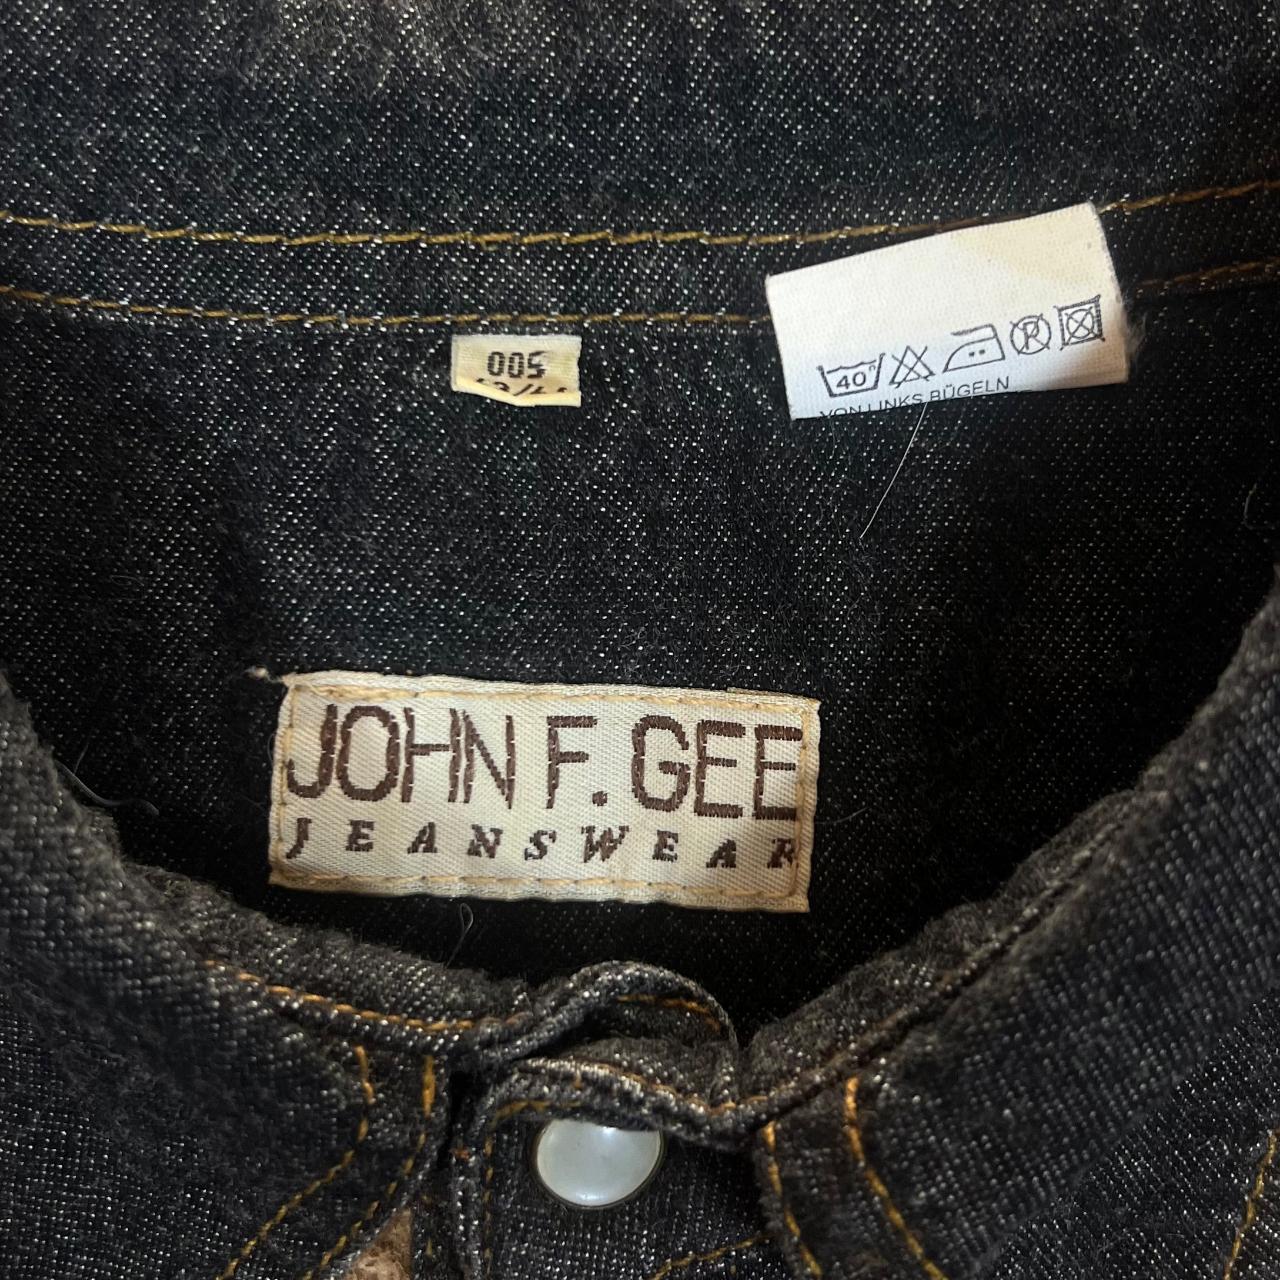 005
40°
R
VON LINKS BÜGELN
JOHN F. GEE
JEANSWEAR